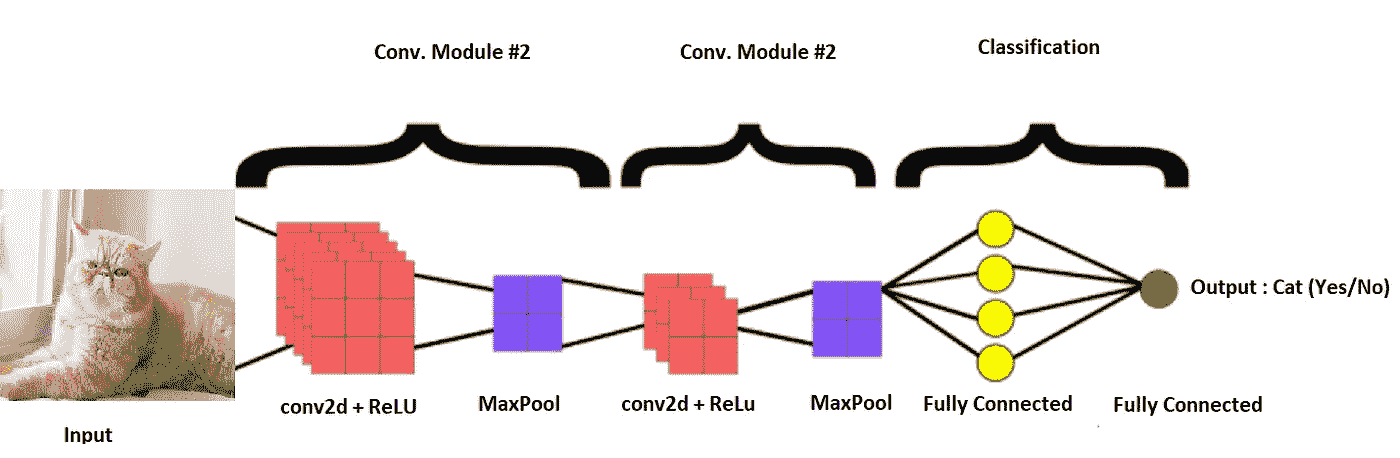 Conv. Module #2
Conv. Module #2
Classification
Output : Cat (Yes/No)
conv2d + ReLU
MaxPool
conv2d + ReLu
MaxPool
Fully Connected
Fully Connected
Input